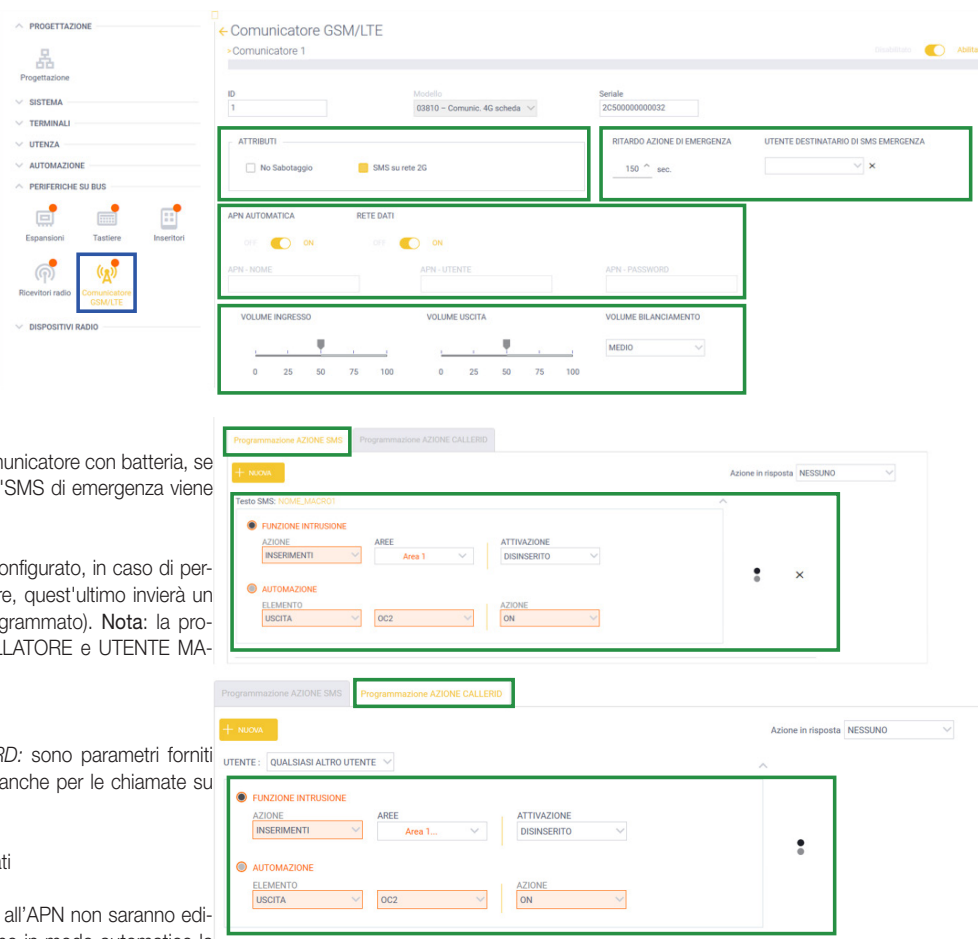 PROGETTAZIONE
Progettazione
SISTEMA
TERMINALI
UTENZA
AUTOMAZIONE
PERIFERICHE SU BUS
Espansioni Tastiere Inseritori
Ricevitori radio Comunicatore GSM/LTE
DISPOSITIVI RADIO
Comunicatore GSM/LTE
Comunicatore 1
Disabilitato Abilita
ID Modello Seriale
1 03810 – Comunic. 4G scheda 2C500000000032
ATTRIBUTI
No Sabotaggio SMS su rete 2G
RITARDO AZIONE DI EMERGENZA UTENTE DESTINATARIO DI SMS EMERGENZA
150 sec. ×
APN AUTOMATICA RETE DATI
OFF ON OFF ON
APN - NOME APN - UTENTE APN - PASSWORD
VOLUME INGRESSO VOLUME USCITA VOLUME BILANCIAMENTO
MEDIO
0 25 50 75 100 0 25 50 75 100
municatore con batteria, se
'SMS di emergenza viene
onfigurato, in caso di per-
re, quest'ultimo invierà un
grammato). Nota: la pro-
LLATORE e UTENTE MA-
RD: sono parametri forniti
anche per le chiamate su
ati
all'APN non saranno edi-
Programmazione AZIONE SMS Programmazione AZIONE CALLERID
+ NUOVA Azione in risposta NESSUNO
Testo SMS: NOME_MACRO1
FUNZIONE INTRUSIONE
AZIONE AREE ATTIVAZIONE
INSERIMENTI Area 1 DISINSERITO
×
AUTOMAZIONE
ELEMENTO AZIONE
USCITA OC2 ON
Programmazione AZIONE SMS Programmazione AZIONE CALLERID
+ NUOVA Azione in risposta NESSUNO
UTENTE : QUALSIASI ALTRO UTENTE
FUNZIONE INTRUSIONE
AZIONE AREE ATTIVAZIONE
INSERIMENTI Area 1... DISINSERITO
AUTOMAZIONE
ELEMENTO AZIONE
USCITA OC2 ON